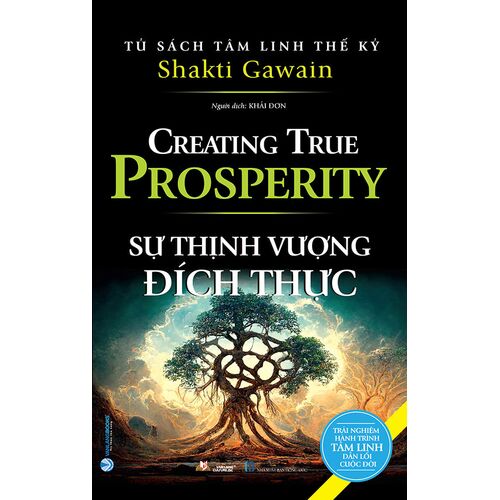 TỦ SÁCH TÂM LINH THẾ KỶ
Shakti Gawain
Người dịch: KHẢI ĐƠN
CREATING TRUE
PROSPERITY
SỰ THỊNH VƯỢNG
ĐÍCH THỰC
TRẢI NGHIỆM
HÀNH TRÌNH
TÂM LINH
DẪN LỐI
CUỘC ĐỜI